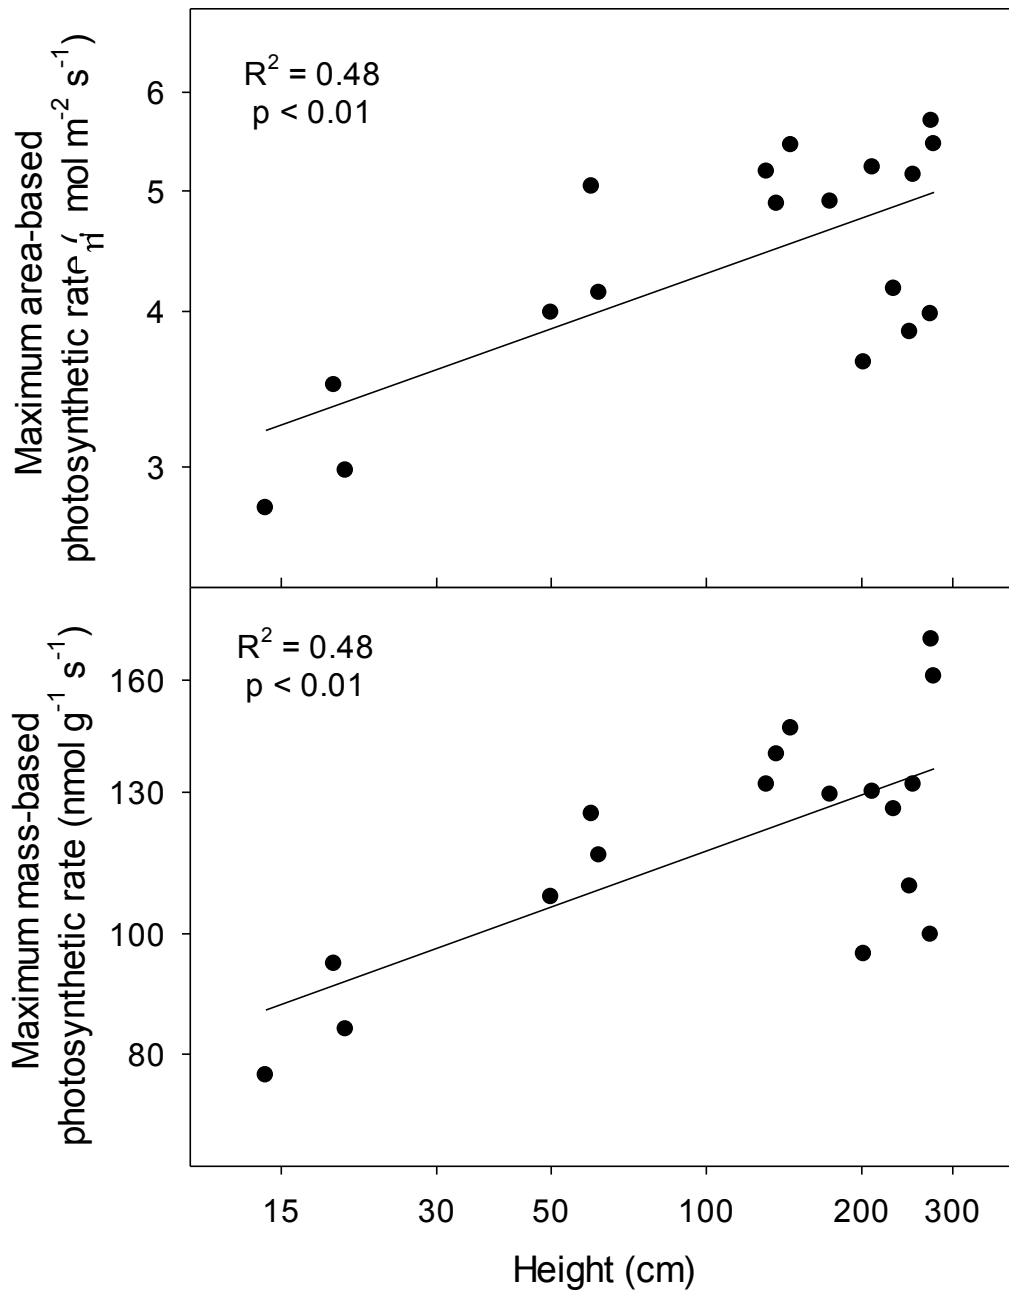 Maximum area-based
photosynthetic rate ( mol m⁻² s⁻¹)
R² = 0.48
p < 0.01
6
5
4
3
Maximum mass-based
photosynthetic rate (nmol g⁻¹ s⁻¹)
R² = 0.48
p < 0.01
160
130
100
80
15 30 50 100 200 300
Height (cm)